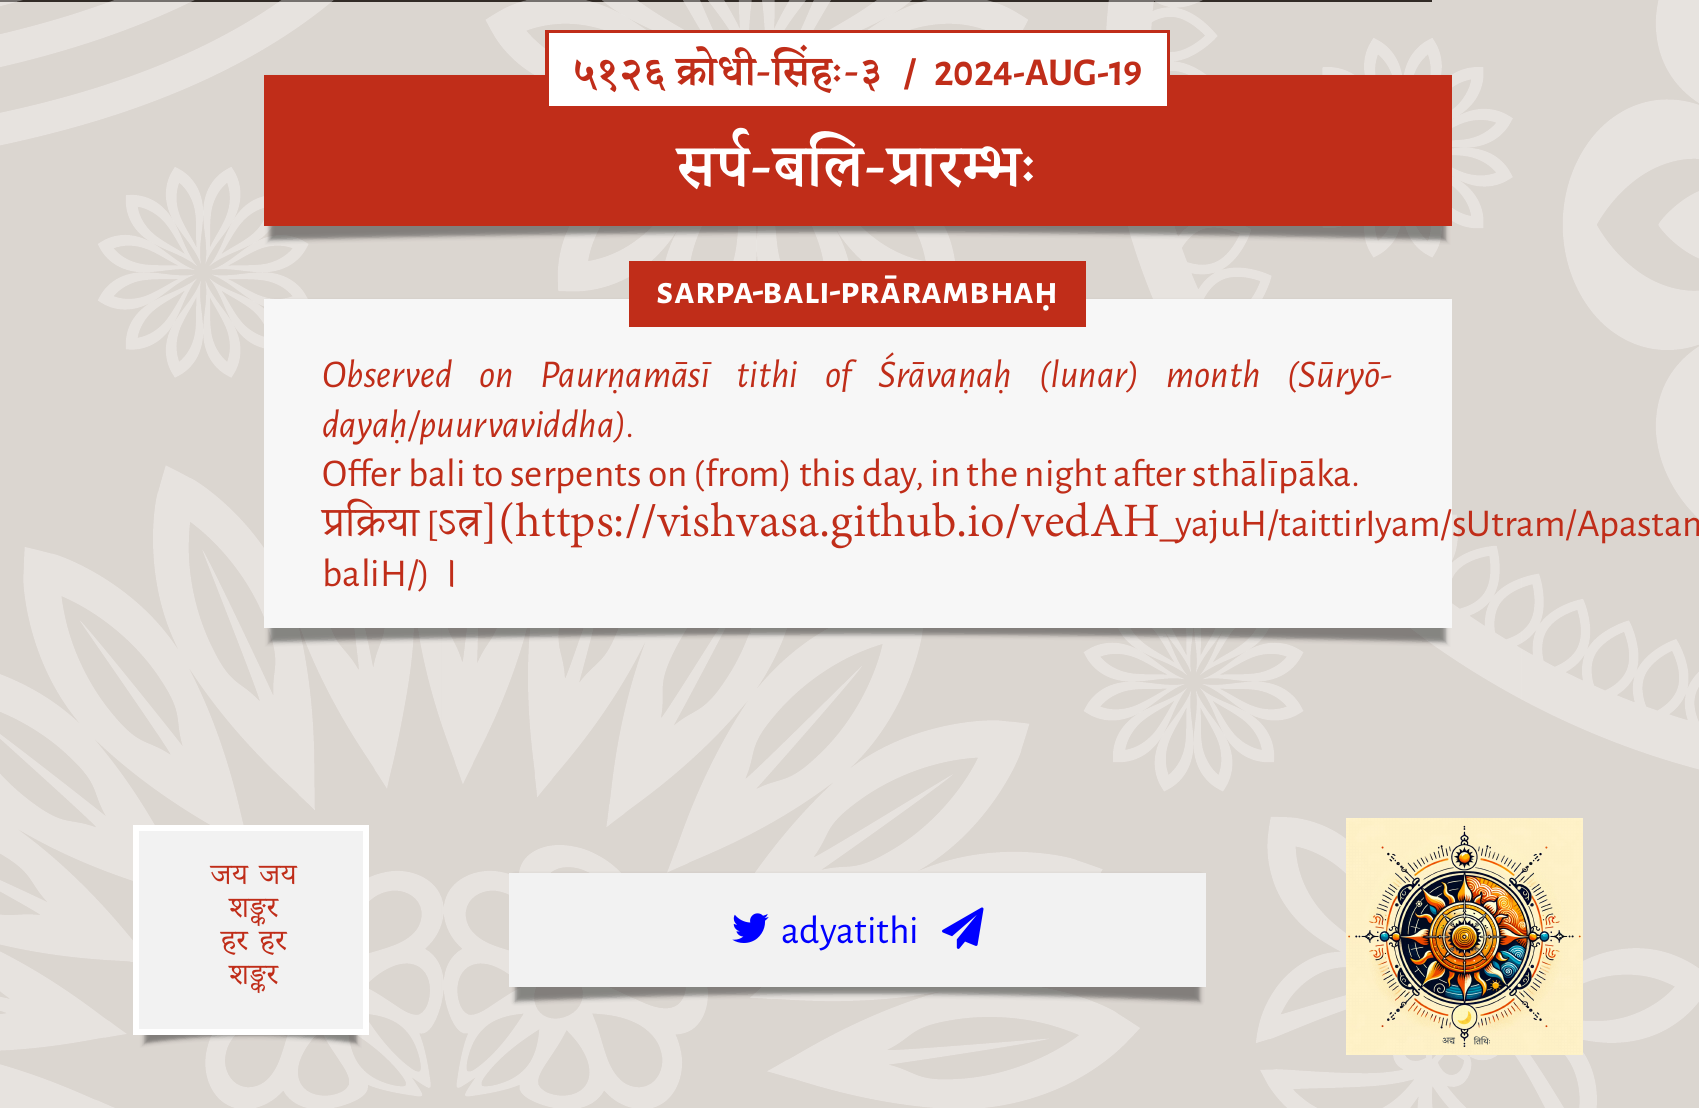 ५१२६ क्रोधी-सिंहः-३ / 2024-AUG-19
सर्प-बलि-प्रारम्भः
SARPA-BALI-PRĀRAMBHAḤ
Observed on Paurṇamāsī tithi of Śrāvaṇaḥ (lunar) month (Sūryō-
dayaḥ/puurvaviddha).
Offer bali to serpents on (from) this day, in the night after sthālīpāka.
प्रक्रिया [ऽत्र](https://vishvasa.github.io/vedAH_yajuH/taittirIyam/sUtram/Apastan
baliH/) ।
जय जय
शङ्कर
हर हर
शङ्कर
adyatithi
अद्य तिथिः